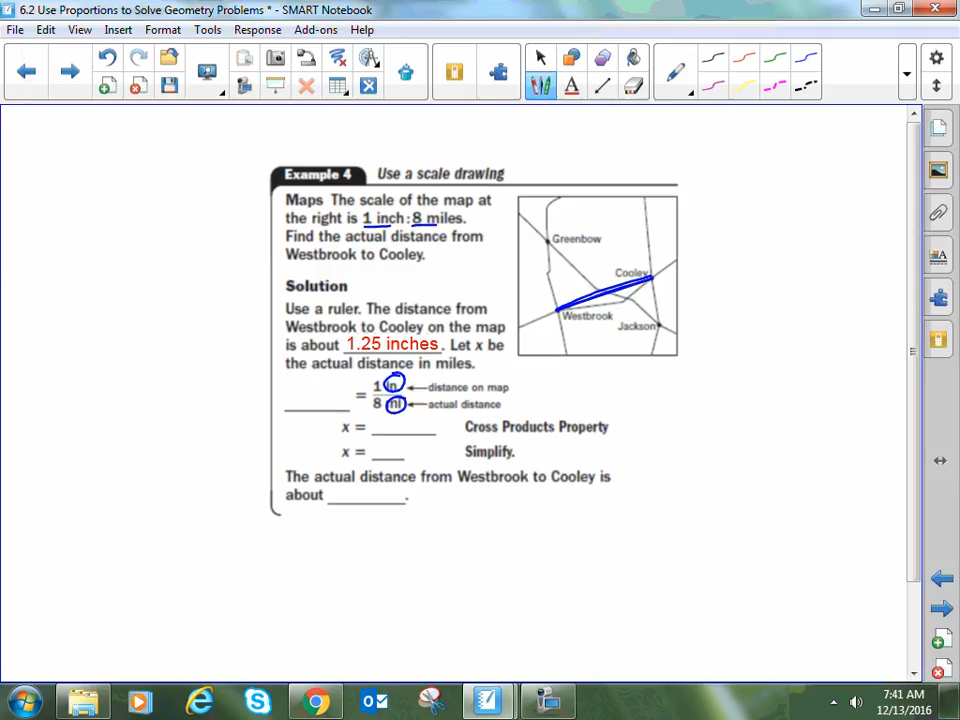 6.2 Use Proportions to Solve Geometry Problems * - SMART Notebook
File Edit View Insert Format Tools Response Add-ons Help
Example 4 Use a scale drawing
Maps The scale of the map at
the right is 1 inch : 8 miles.
Find the actual distance from
Westbrook to Cooley.
Solution
Use a ruler. The distance from
Westbrook to Cooley on the map
is about 1.25 inches. Let x be
the actual distance in miles.
Greenbow
Cooley
Westbrook
Jackson
____ = 1 in ← distance on map
8 mi ← actual distance
x = ____ Cross Products Property
x = ____ Simplify.
The actual distance from Westbrook to Cooley is
about ____.
7:41 AM
12/13/2016